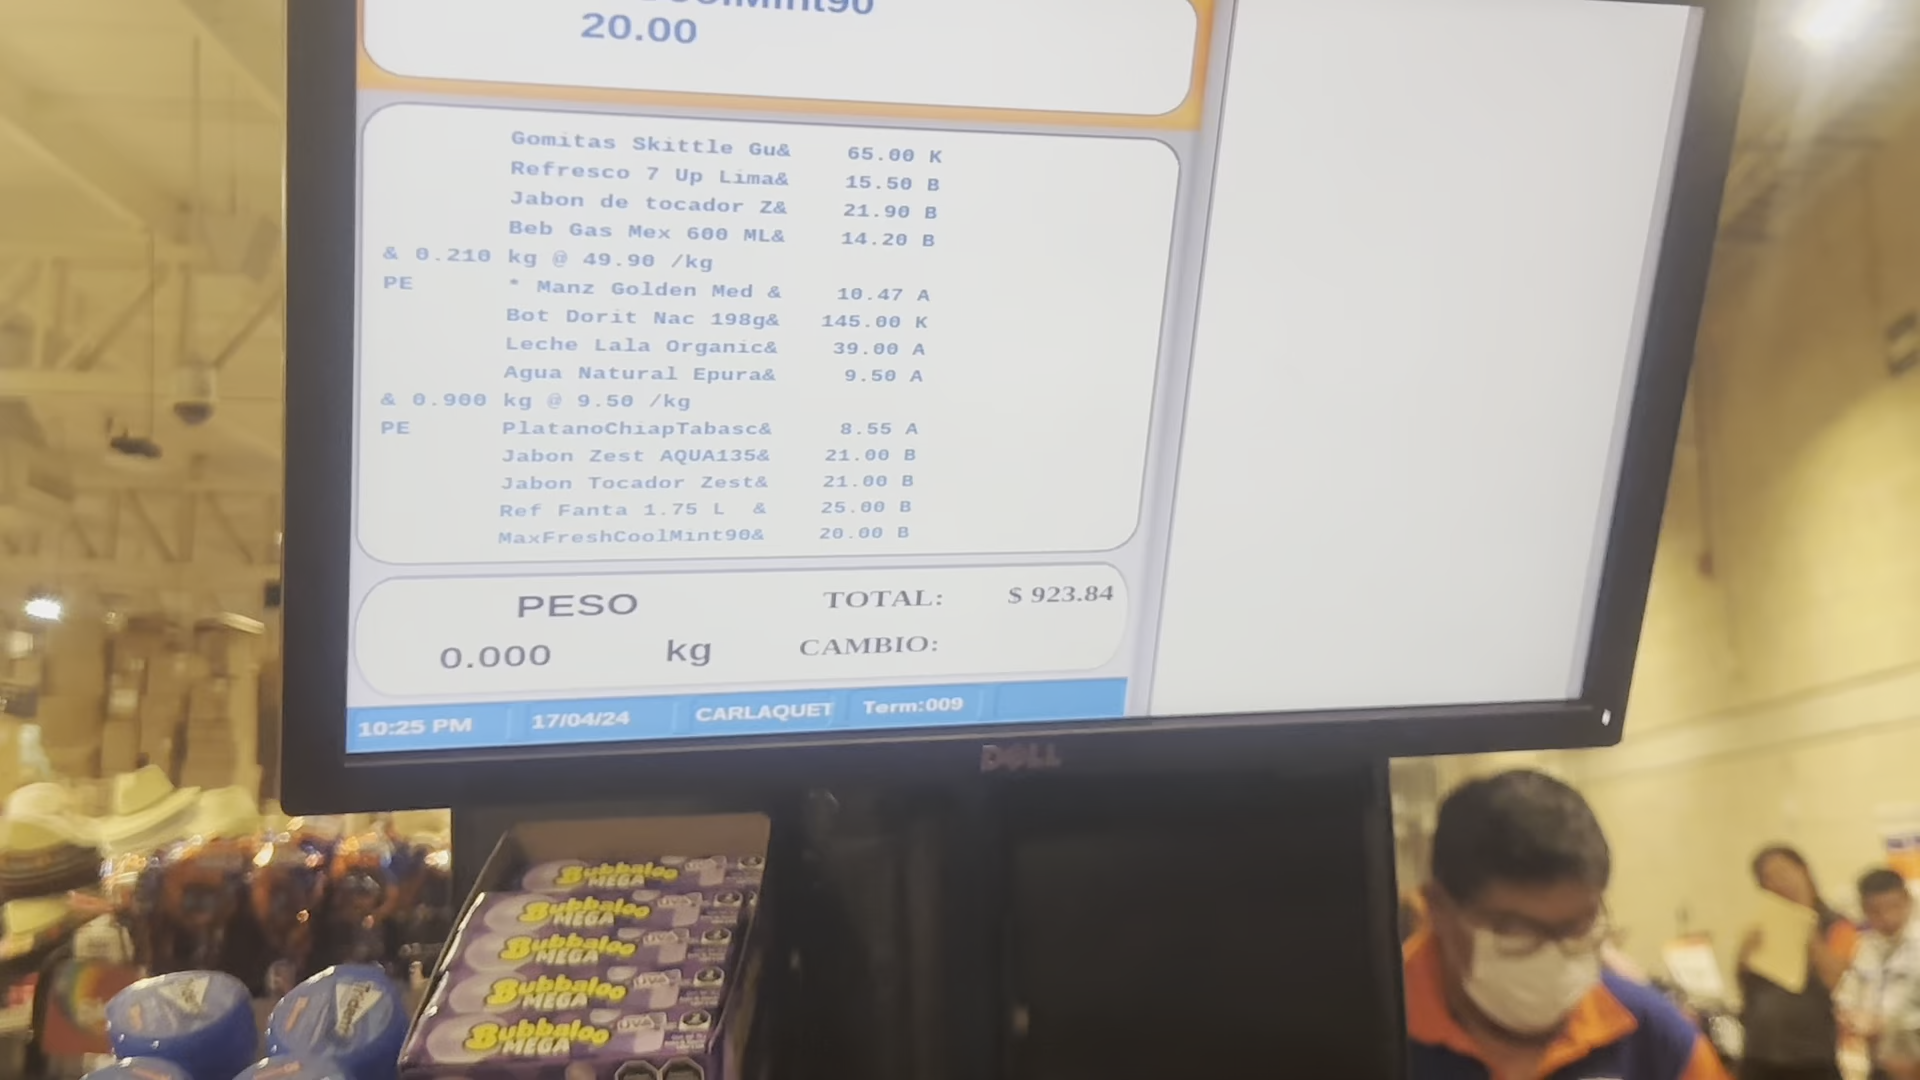 20.00
Gomitas Skittle Gu& 65.00 K
Refresco 7 Up Lima& 15.50 B
Jabon de tocador Z& 21.90 B
Beb Gas Mex 600 ML& 14.20 B
& 0.210 kg @ 49.90 /kg
PE * Manz Golden Med & 10.47 A
Bot Dorit Nac 198g& 145.00 K
Leche Lala Organic& 39.00 A
Agua Natural Epura& 9.50 A
& 0.900 kg @ 9.50 /kg
PE PlatanoChiapTabasc& 8.55 A
Jabon Zest AQUA135& 21.00 B
Jabon Tocador Zest& 21.00 B
Ref Fanta 1.75 L & 25.00 B
MaxFreshCoolMint90& 20.00 B
PESO TOTAL: $ 923.84
0.000 kg CAMBIO:
10:25 PM 17/04/24 CARLAQUET Term:009
DELL
Bubbaloo
MEGA
Bubbaloo
MEGA
Bubbaloo
MEGA
Bubbaloo
MEGA
Bubbaloo UVA
MEGA